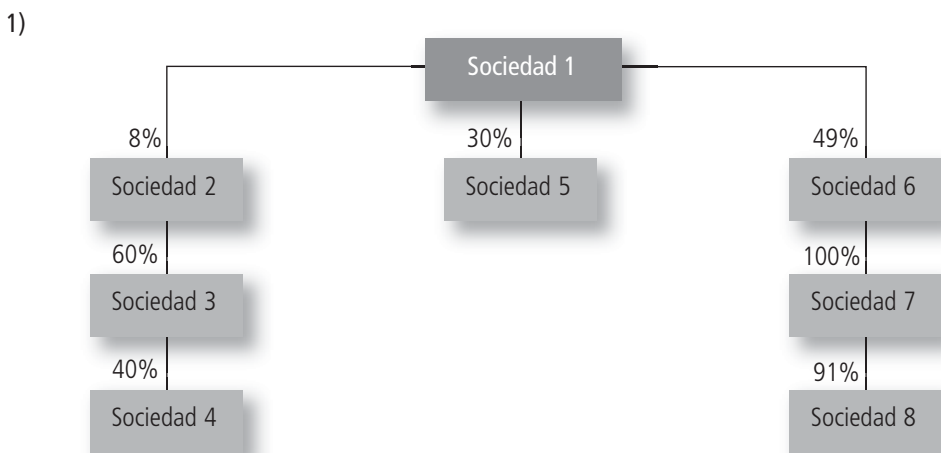 1)
Sociedad 1
8%
30%
49%
Sociedad 2
Sociedad 5
Sociedad 6
60%
100%
Sociedad 3
Sociedad 7
40%
91%
Sociedad 4
Sociedad 8